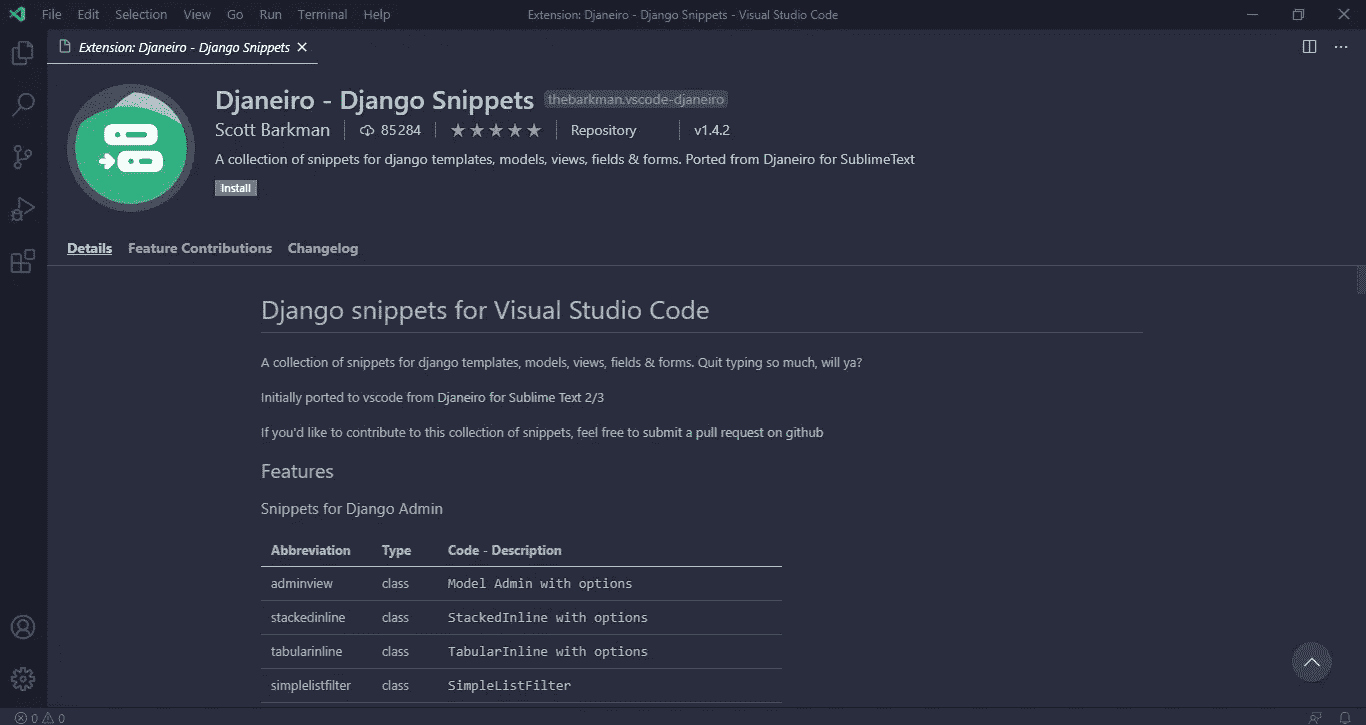 File Edit Selection View Go Run Terminal Help Extension: Djaneiro - Django Snippets - Visual Studio Code
Extension: Djaneiro - Django Snippets
Djaneiro - Django Snippets thebarkman.vscode-djaneiro
Scott Barkman 85284 Repository v1.4.2
A collection of snippets for django templates, models, views, fields & forms. Ported from Djaneiro for SublimeText
Install
Details Feature Contributions Changelog
Django snippets for Visual Studio Code
A collection of snippets for django templates, models, views, fields & forms. Quit typing so much, will ya?
Initially ported to vscode from Djaneiro for Sublime Text 2/3
If you'd like to contribute to this collection of snippets, feel free to submit a pull request on github
Features
Snippets for Django Admin
Abbreviation Type Code - Description
adminview class Model Admin with options
stackedinline class StackedInline with options
tabularinline class TabularInline with options
simplelistfilter class SimpleListFilter
0 0